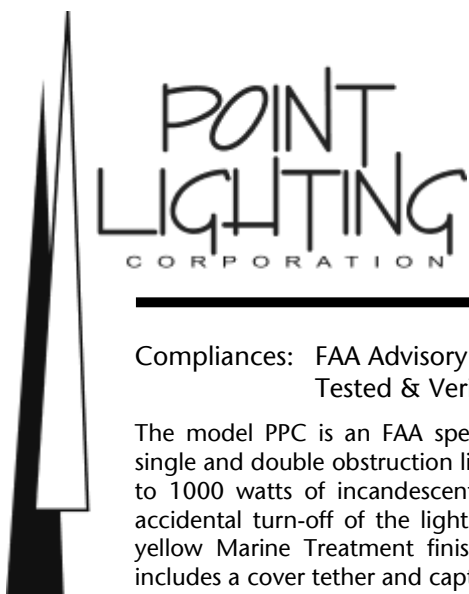 POINT
LIGHTING
CORPORATION
Compliances: FAA Advisory
Tested & Ver
The model PPC is an FAA spe
single and double obstruction li
to 1000 watts of incandescent
accidental turn-off of the light
yellow Marine Treatment finis
includes a cover tether and capt